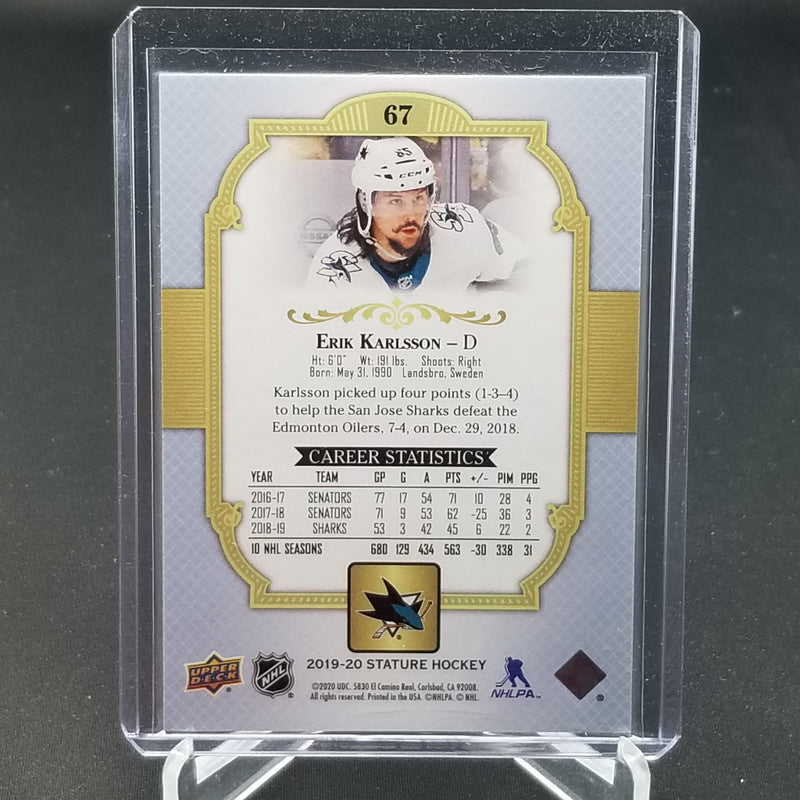 67
65
CCM
NISSAN
ERIK KARLSSON – D
Ht: 6'0" Wt: 191 lbs. Shoots: Right
Born: May 31, 1990 Landsbro, Sweden
Karlsson picked up four points (1-3–4)
to help the San Jose Sharks defeat the
Edmonton Oilers, 7-4, on Dec. 29, 2018.
CAREER STATISTICS
YEAR TEAM GP G A PTS +/- PIM PPG
2016-17 SENATORS 77 17 54 71 10 28 4
2017-18 SENATORS 71 9 53 62 -25 36 3
2018-19 SHARKS 53 3 42 45 6 22 2
10 NHL SEASONS 680 129 434 563 -30 338 31
UPPER DECK
NHL
2019-20 STATURE HOCKEY
©2020 UDC. 5830 El Camino Real, Carlsbad, CA 92008.
All rights reserved. Printed in the USA. ©NHLPA. © NHL.
NHLPA